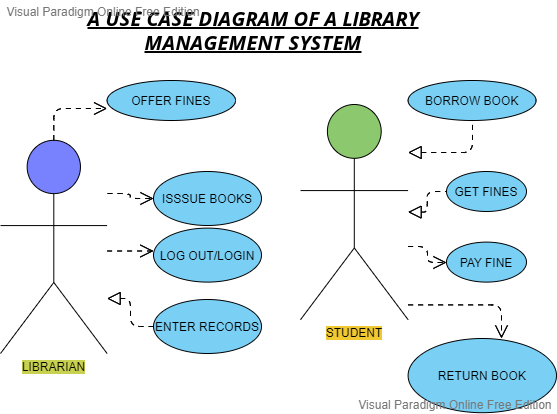 Visual Paradigm Online Free Edition
A USE CASE DIAGRAM OF A LIBRARY
MANAGEMENT SYSTEM
OFFER FINES
BORROW BOOK
ISSSUE BOOKS
GET FINES
LOG OUT/LOGIN
PAY FINE
ENTER RECORDS
STUDENT
LIBRARIAN
RETURN BOOK
Visual Paradigm Online Free Edition